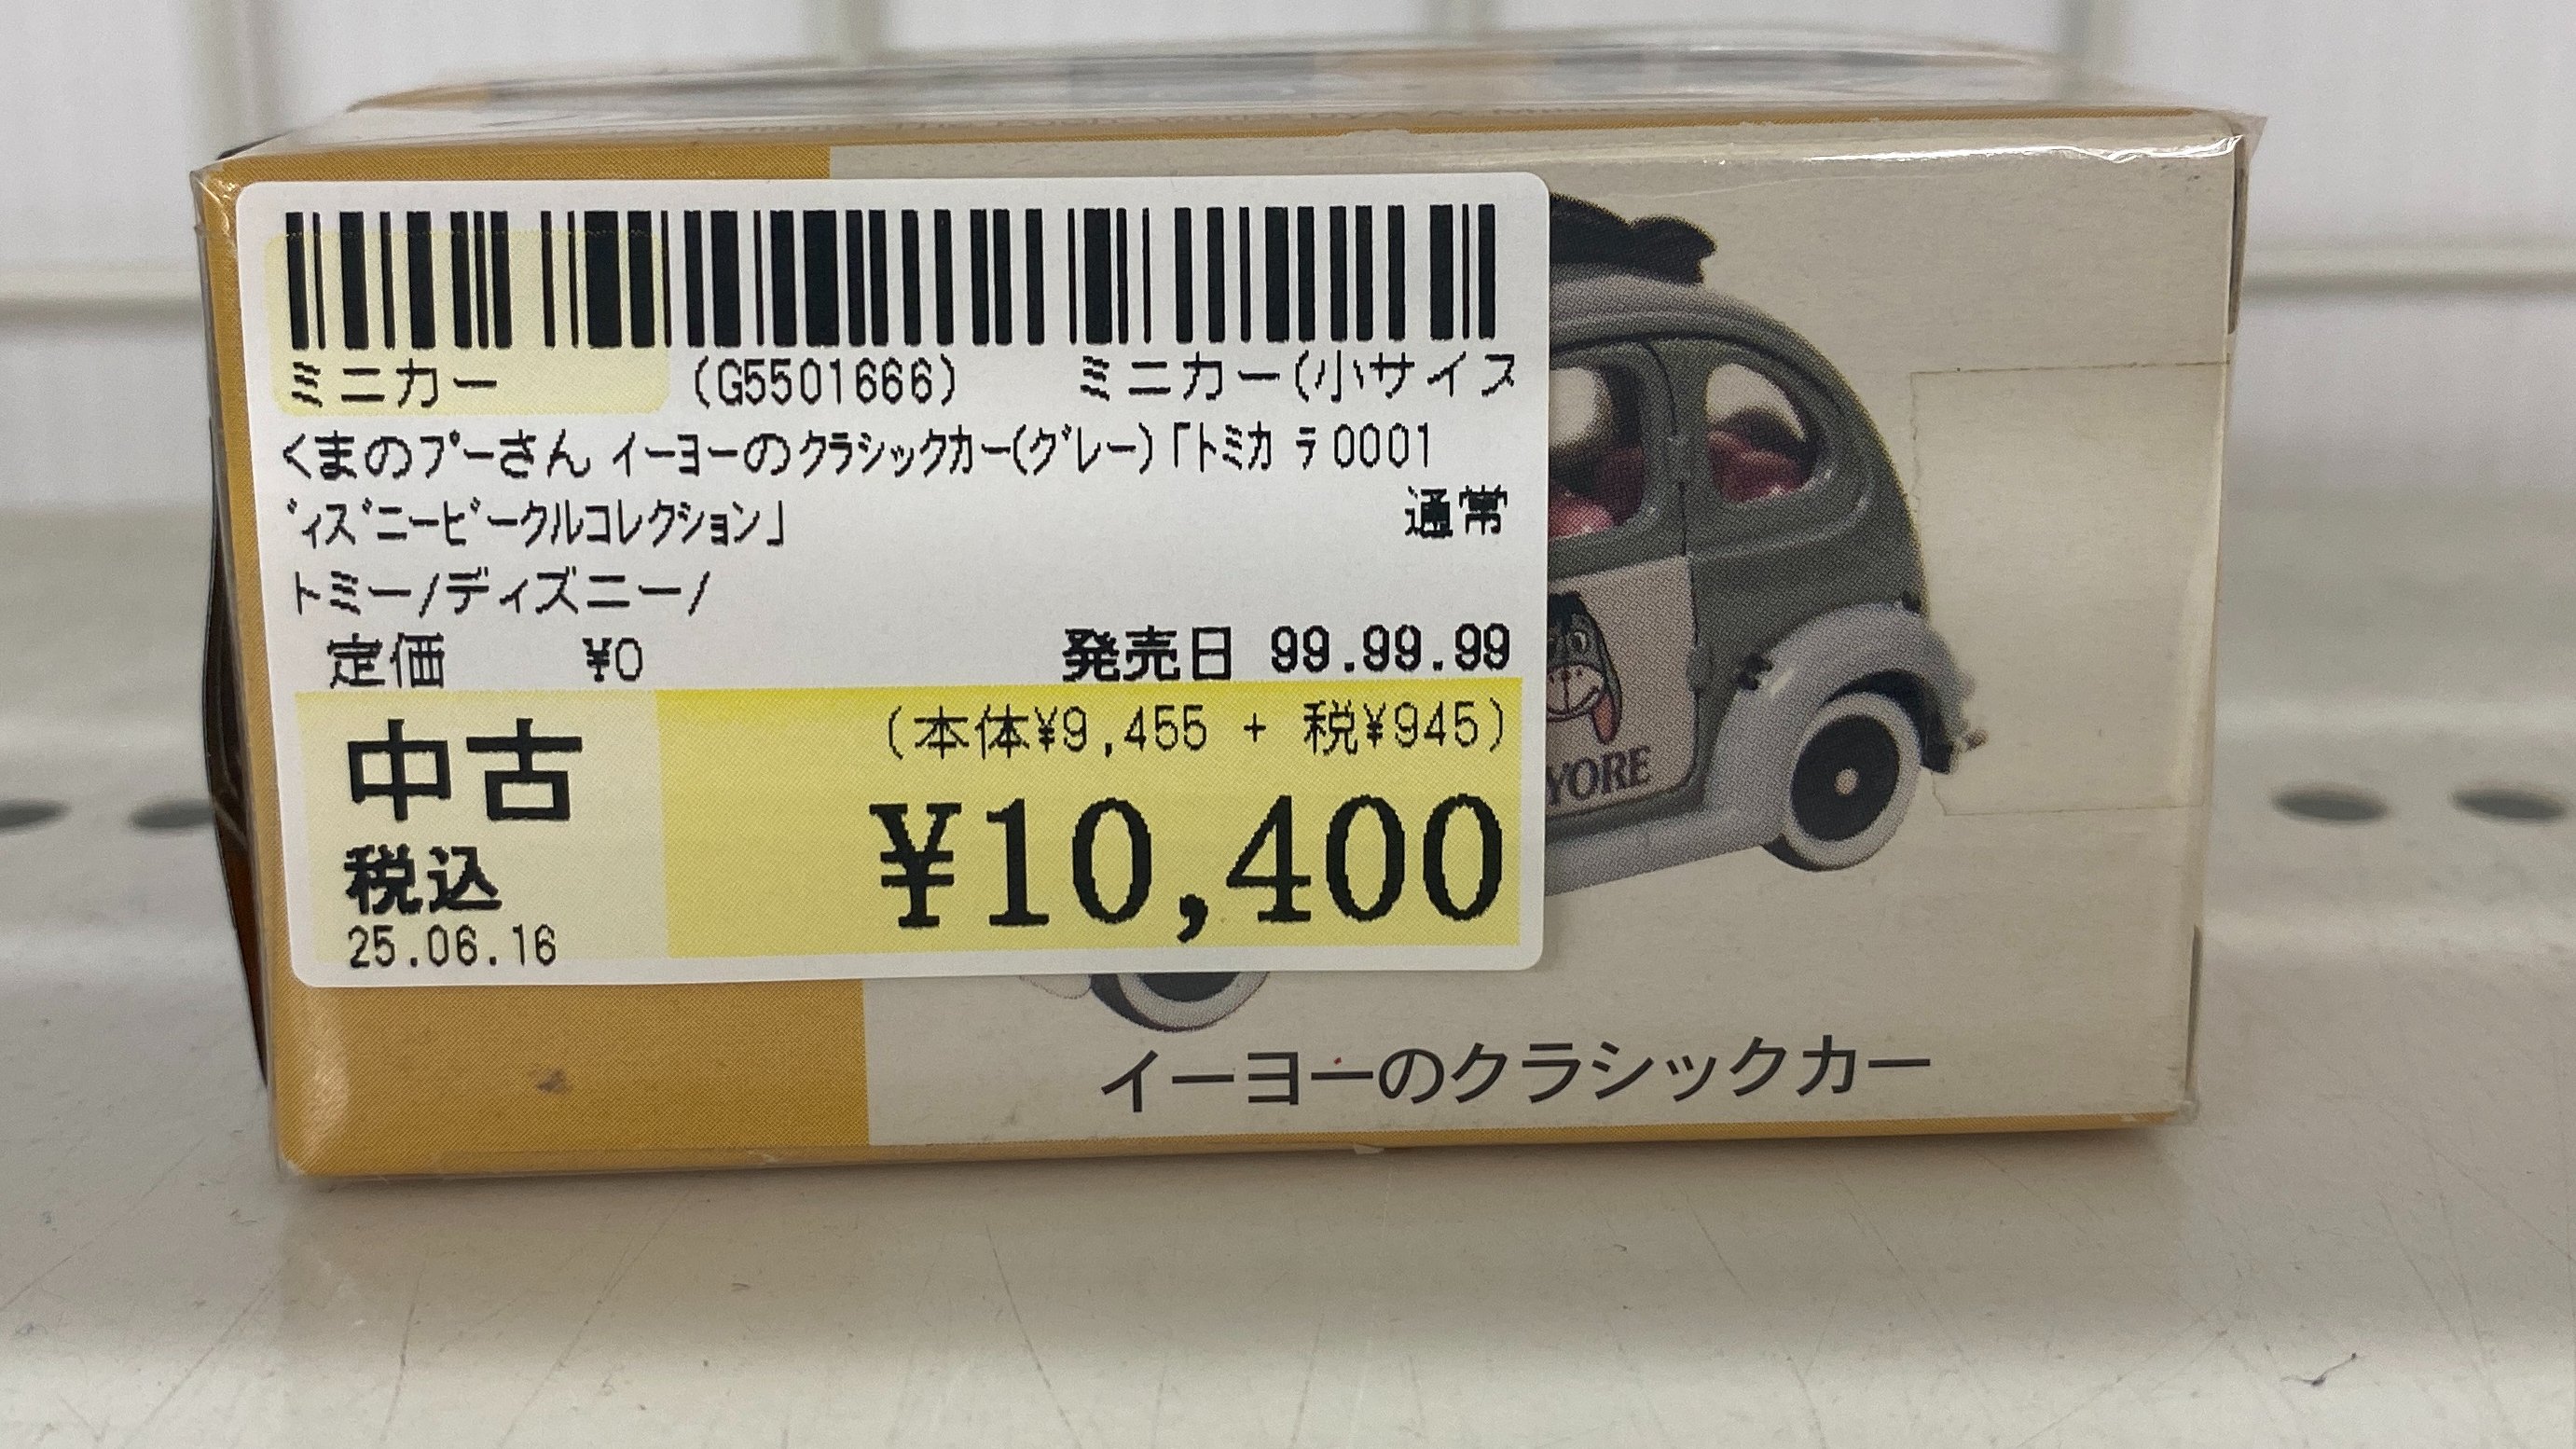 ミニカー (G5501666) ミニカー(小サイズ
くまのプーさん イーヨーのクラシックカー(グレー)「トミカ デ 0001
ィズニービークルコレクション」 通常
トミー/ディズニー/
定価 ¥0 発売日 99.99.99
(本体¥9,455 + 税¥945)
中古 ¥10,400
税込
25.06.16
YORE
イーヨーのクラシックカー